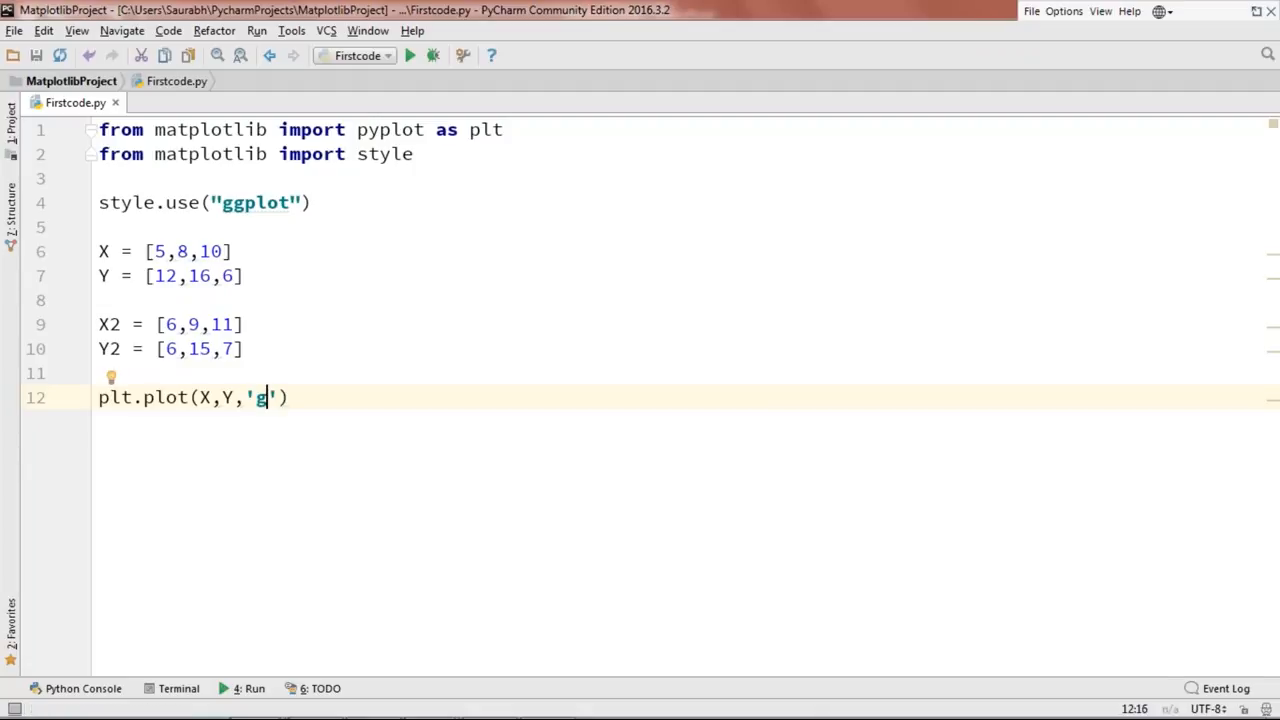 MatplotlibProject - [C:\Users\Saurabh\PycharmProjects\MatplotlibProject] - ...\Firstcode.py - PyCharm Community Edition 2016.3.2
File Options View Help
File Edit View Navigate Code Refactor Run Tools VCS Window Help
Firstcode
MatplotlibProject Firstcode.py
Firstcode.py
1: Project
Z: Structure
2: Favorites
1 from matplotlib import pyplot as plt
2 from matplotlib import style
3
4 style.use("ggplot")
5
6 X = [5,8,10]
7 Y = [12,16,6]
8
9 X2 = [6,9,11]
10 Y2 = [6,15,7]
11
12 plt.plot(X,Y,'g')
Python Console Terminal 4: Run 6: TODO Event Log
12:16 n/a UTF-8